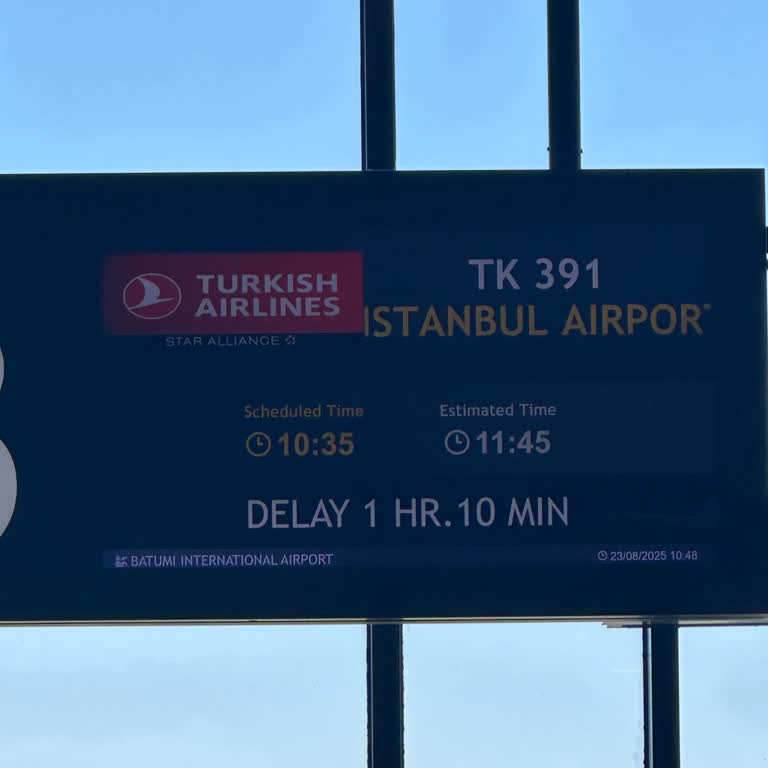 TURKISH
AIRLINES
STAR ALLIANCE
TK 391
ISTANBUL AIRPOR
Scheduled Time
10:35
Estimated Time
11:45
DELAY 1 HR.10 MIN
BATUMI INTERNATIONAL AIRPORT
23/08/2025 10:48